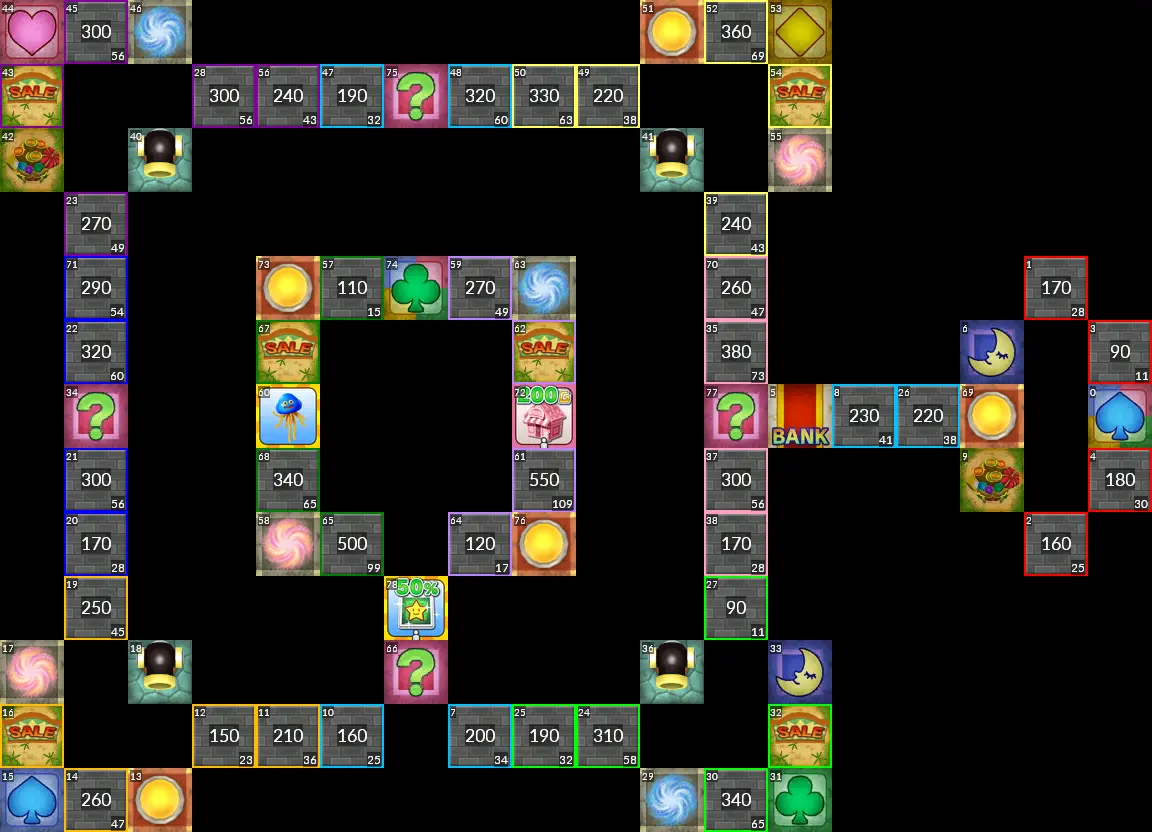 44 45 300 56 46 51 52 360 69 53
43 SALE 28 300 56 56 240 43 47 190 32 75 ? 48 320 60 50 330 63 49 220 38 54 SALE
42 40 41 55
23 270 49 39 240 43
71 290 54 73 57 110 15 74 59 270 49 63 70 260 47 1 170 28
22 320 60 67 SALE 62 SALE 35 380 73 6 3 90 11
34 ? 60 72 200G 77 ? 5 BANK 8 230 41 26 220 38 69 0
21 300 56 68 340 65 61 550 109 37 300 56 9 4 180 30
20 170 28 58 65 500 99 64 120 17 76 38 170 28 2 160 25
19 250 45 78 50% 27 90 11
17 18 66 ? 36 33
16 SALE 12 150 23 11 210 36 10 160 25 7 200 34 25 190 32 24 310 58 32 SALE
15 14 260 47 13 29 30 340 65 31